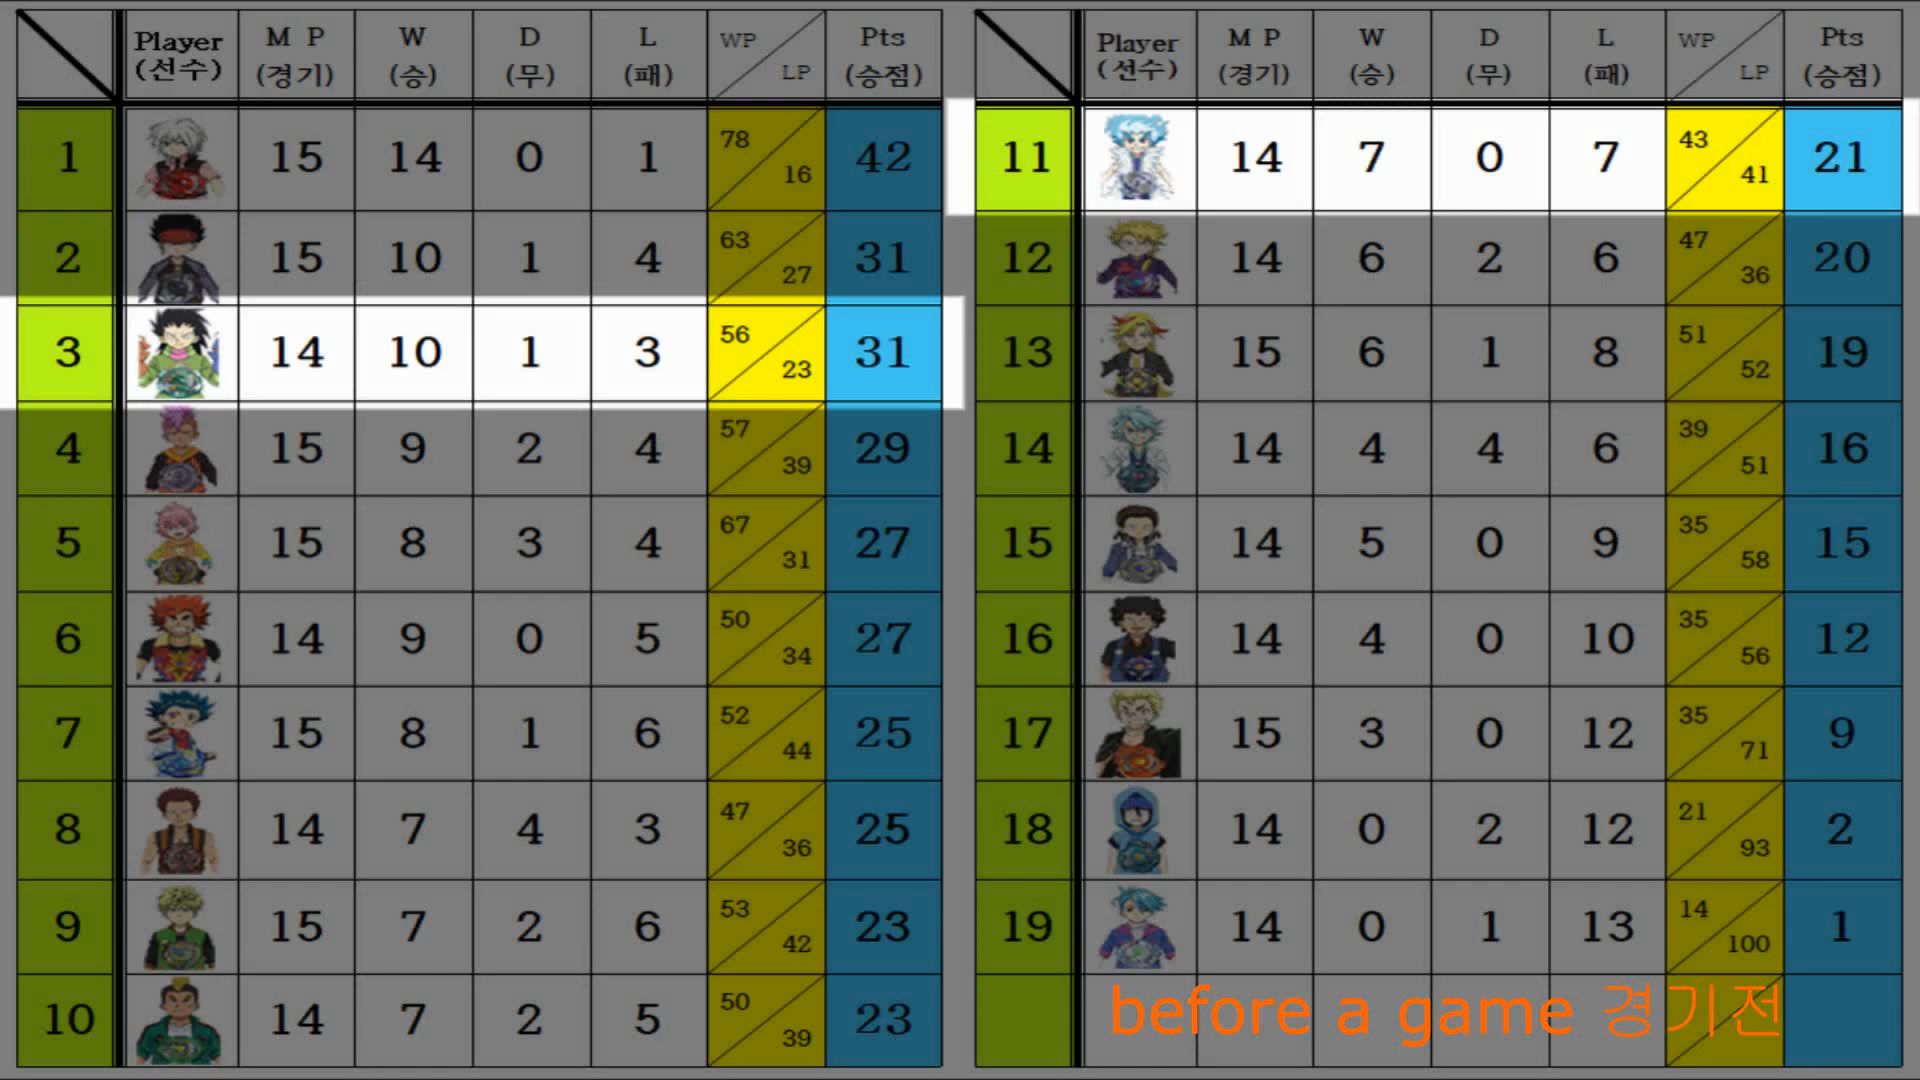 Player (선수) M P (경기) W (승) D (무) L (패) WP LP Pts (승점)
1 15 14 0 1 78 16 42
2 15 10 1 4 63 27 31
3 14 10 1 3 56 23 31
4 15 9 2 4 57 39 29
5 15 8 3 4 67 31 27
6 14 9 0 5 50 34 27
7 15 8 1 6 52 44 25
8 14 7 4 3 47 36 25
9 15 7 2 6 53 42 23
10 14 7 2 5 50 39 23
Player (선수) M P (경기) W (승) D (무) L (패) WP LP Pts (승점)
11 14 7 0 7 43 41 21
12 14 6 2 6 47 36 20
13 15 6 1 8 51 52 19
14 14 4 4 6 39 51 16
15 14 5 0 9 35 58 15
16 14 4 0 10 35 56 12
17 15 3 0 12 35 71 9
18 14 0 2 12 21 93 2
19 14 0 1 13 14 100 1
before a game 경기전